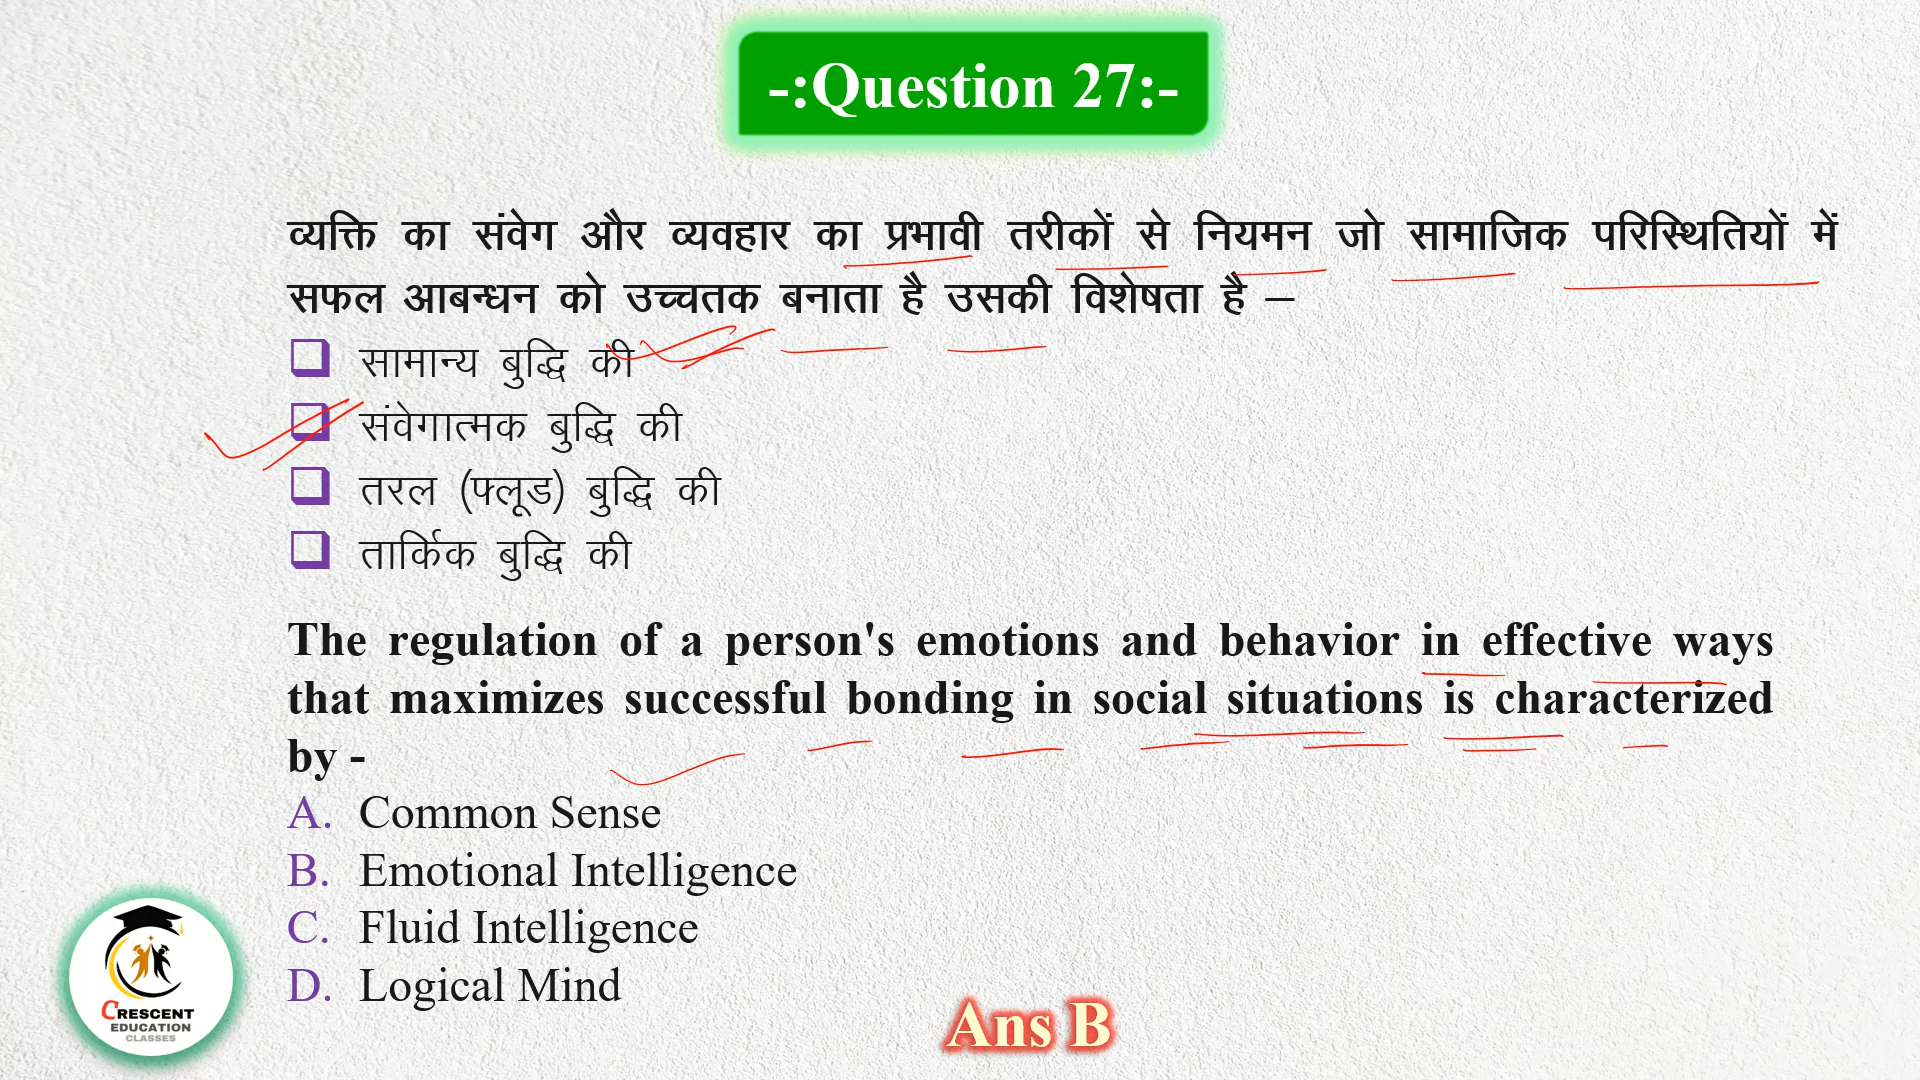 -:Question 27:-
व्यक्ति का संवेग और व्यवहार का प्रभावी तरीकों से नियमन जो सामाजिक परिस्थितियों में
सफल आबन्धन को उच्चतक बनाता है उसकी विशेषता है –
सामान्य बुद्धि की
संवेगात्मक बुद्धि की
तरल (फ्लूड) बुद्धि की
तार्किक बुद्धि की
The regulation of a person's emotions and behavior in effective ways
that maximizes successful bonding in social situations is characterized
by -
A. Common Sense
B. Emotional Intelligence
C. Fluid Intelligence
D. Logical Mind
Ans B
CRESCENT
EDUCATION
CLASSES